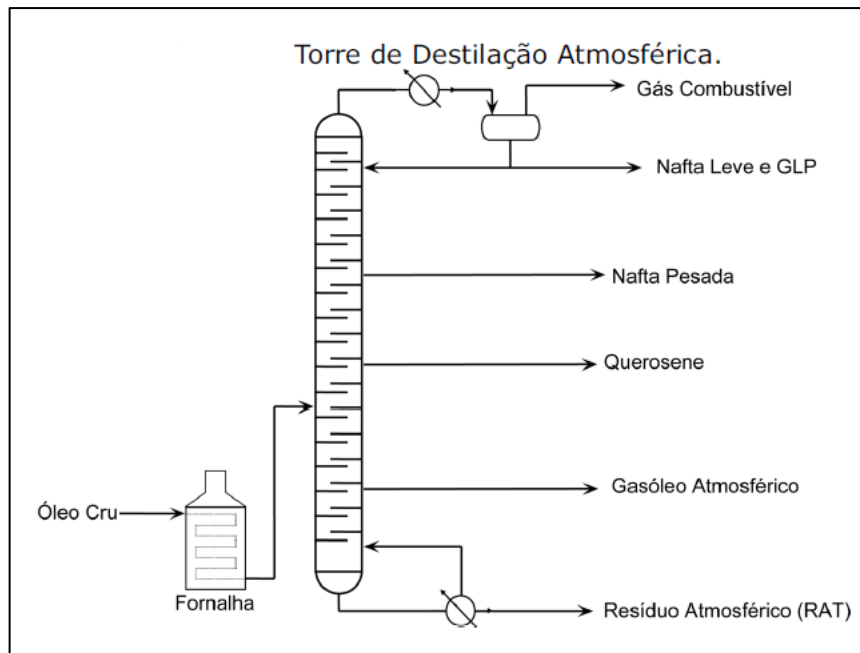 Torre de Destilação Atmosférica.
Gás Combustível
Nafta Leve e GLP
Nafta Pesada
Querosene
Gasóleo Atmosférico
Óleo Cru
Fornalha
Resíduo Atmosférico (RAT)